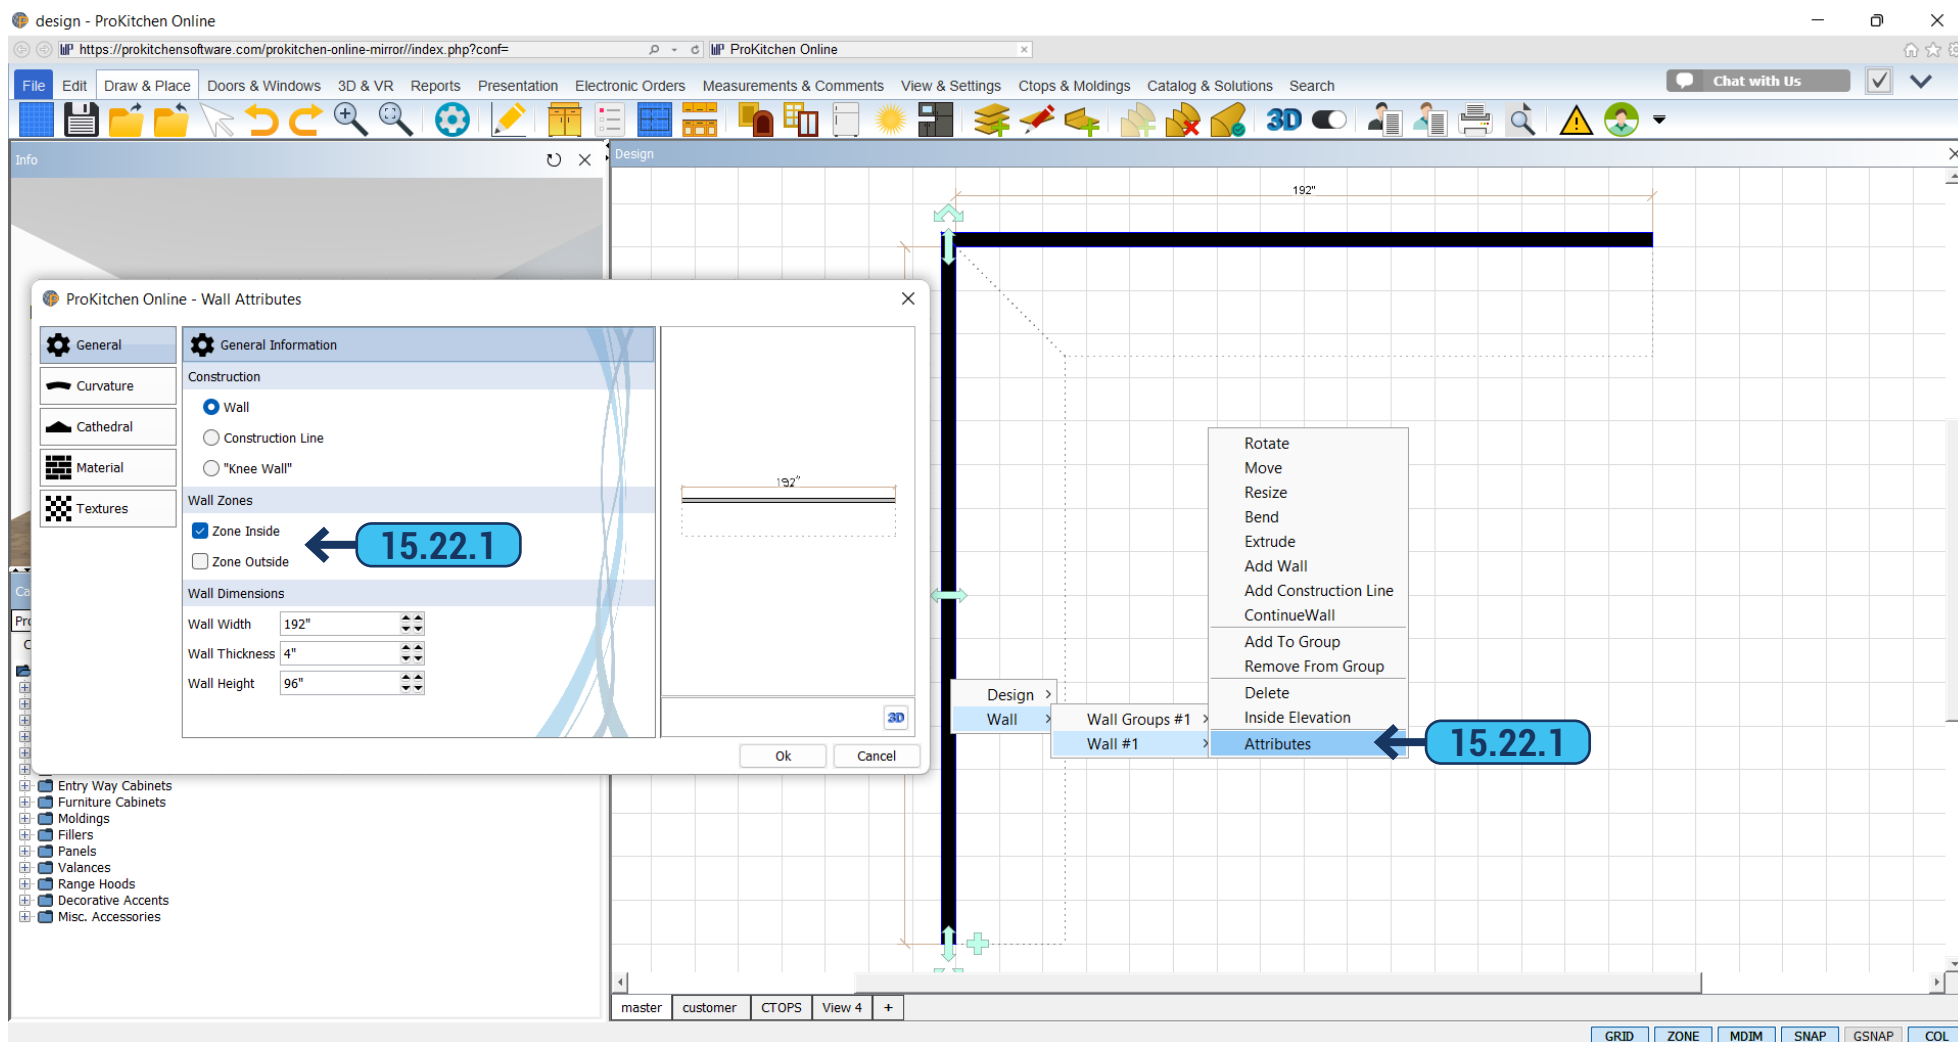 design - ProKitchen Online
https://prokitchensoftware.com/prokitchen-online-mirror//index.php?conf=
ProKitchen Online
File Edit Draw & Place Doors & Windows 3D & VR Reports Presentation Electronic Orders Measurements & Comments View & Settings Ctops & Moldings Catalog & Solutions Search
Chat with Us
3D
Info
Design
192"
ProKitchen Online - Wall Attributes
General
Curvature
Cathedral
Material
Textures
General Information
Construction
Wall
Construction Line
"Knee Wall"
Wall Zones
Zone Inside
Zone Outside
15.22.1
Wall Dimensions
Wall Width 192"
Wall Thickness 4"
Wall Height 96"
192"
3D
Ok Cancel
Entry Way Cabinets
Furniture Cabinets
Moldings
Fillers
Panels
Valances
Range Hoods
Decorative Accents
Misc. Accessories
Design
Wall
Wall Groups #1
Wall #1
Rotate
Move
Resize
Bend
Extrude
Add Wall
Add Construction Line
ContinueWall
Add To Group
Remove From Group
Delete
Inside Elevation
Attributes
15.22.1
master customer CTOPS View 4 +
GRID ZONE MDIM SNAP GSNAP COL